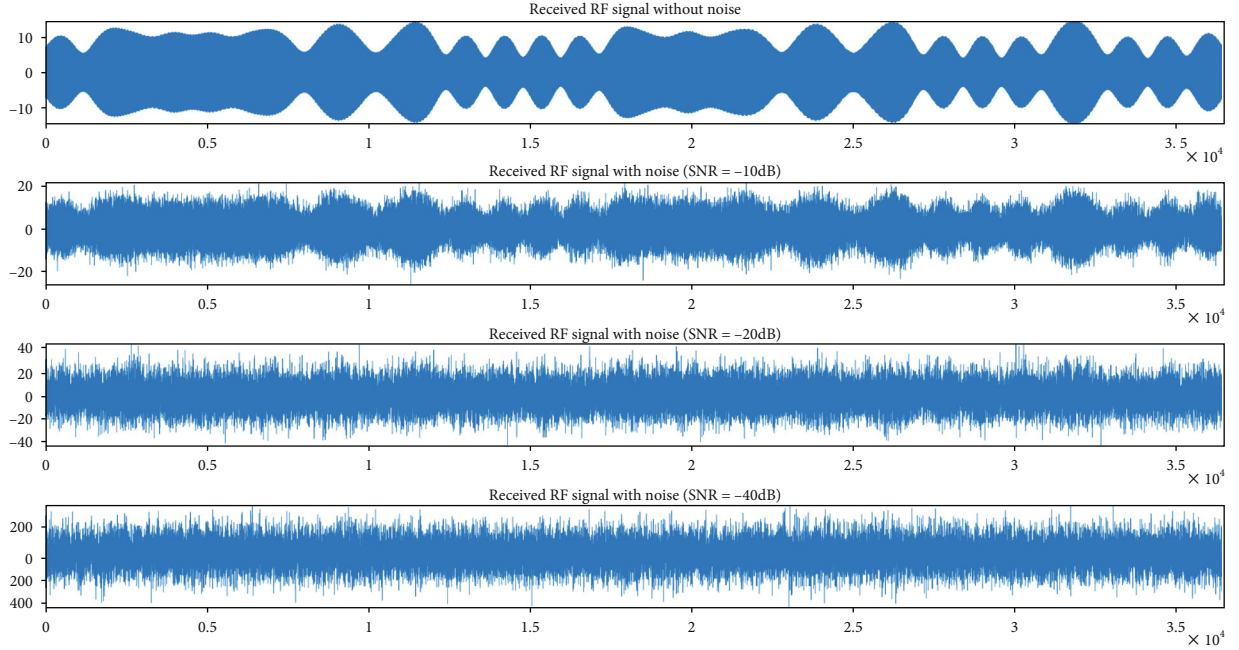 Received RF signal without noise
10
0
−10
0 0.5 1 1.5 2 2.5 3 3.5
× 10⁴
Received RF signal with noise (SNR = –10dB)
20
0
−20
0 0.5 1 1.5 2 2.5 3 3.5
× 10⁴
Received RF signal with noise (SNR = –20dB)
40
20
0
−20
−40
0 0.5 1 1.5 2 2.5 3 3.5
× 10⁴
Received RF signal with noise (SNR = –40dB)
200
0
200
400
0 0.5 1 1.5 2 2.5 3 3.5
× 10⁴